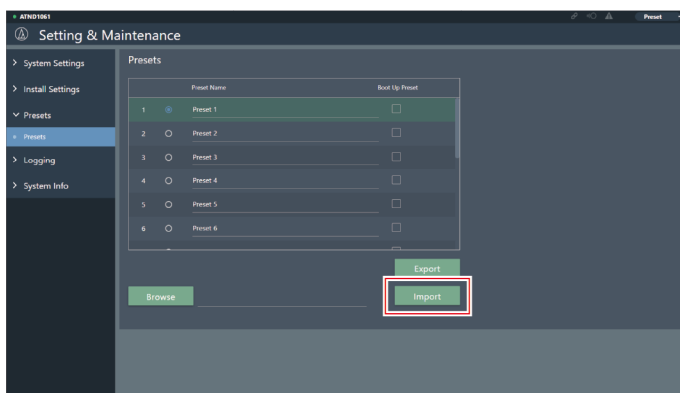 ATND1061
Preset
Setting & Maintenance
System Settings
Install Settings
Presets
Presets
Logging
System Info
Presets
Preset Name Boot Up Preset
1 Preset 1
2 Preset 2
3 Preset 3
4 Preset 4
5 Preset 5
6 Preset 6
Export
Browse
Import